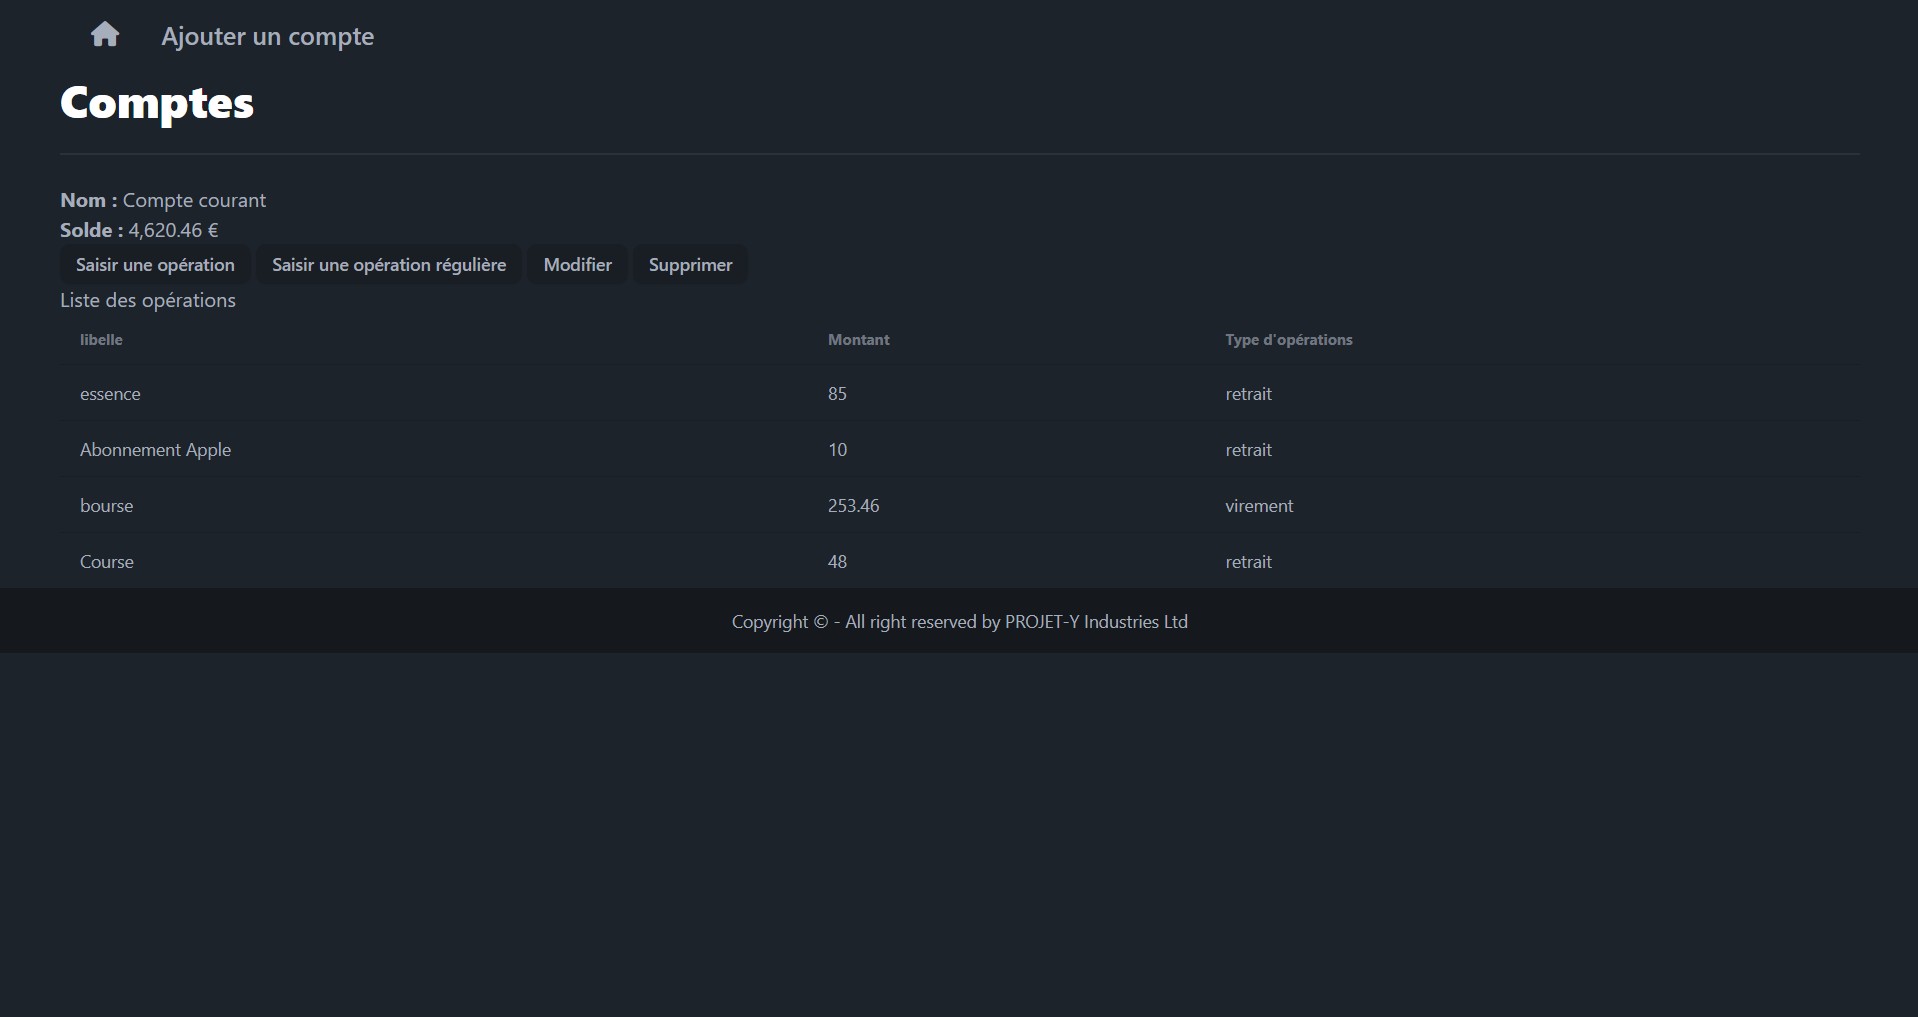 Ajouter un compte
Comptes
Nom : Compte courant
Solde : 4,620.46 €
Saisir une opération Saisir une opération régulière Modifier Supprimer
Liste des opérations
libelle Montant Type d'opérations
essence 85 retrait
Abonnement Apple 10 retrait
bourse 253.46 virement
Course 48 retrait
Copyright © - All right reserved by PROJET-Y Industries Ltd